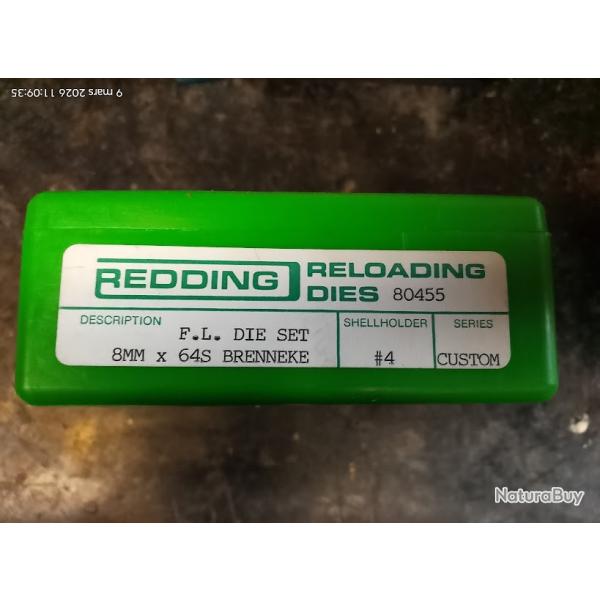 9 mars 2026 11:09:35
REDDING RELOADING DIES 80455
DESCRIPTION SHELLHOLDER SERIES
F.L. DIE SET
8MM x 64S BRENNEKE #4 CUSTOM
NaturaBuy